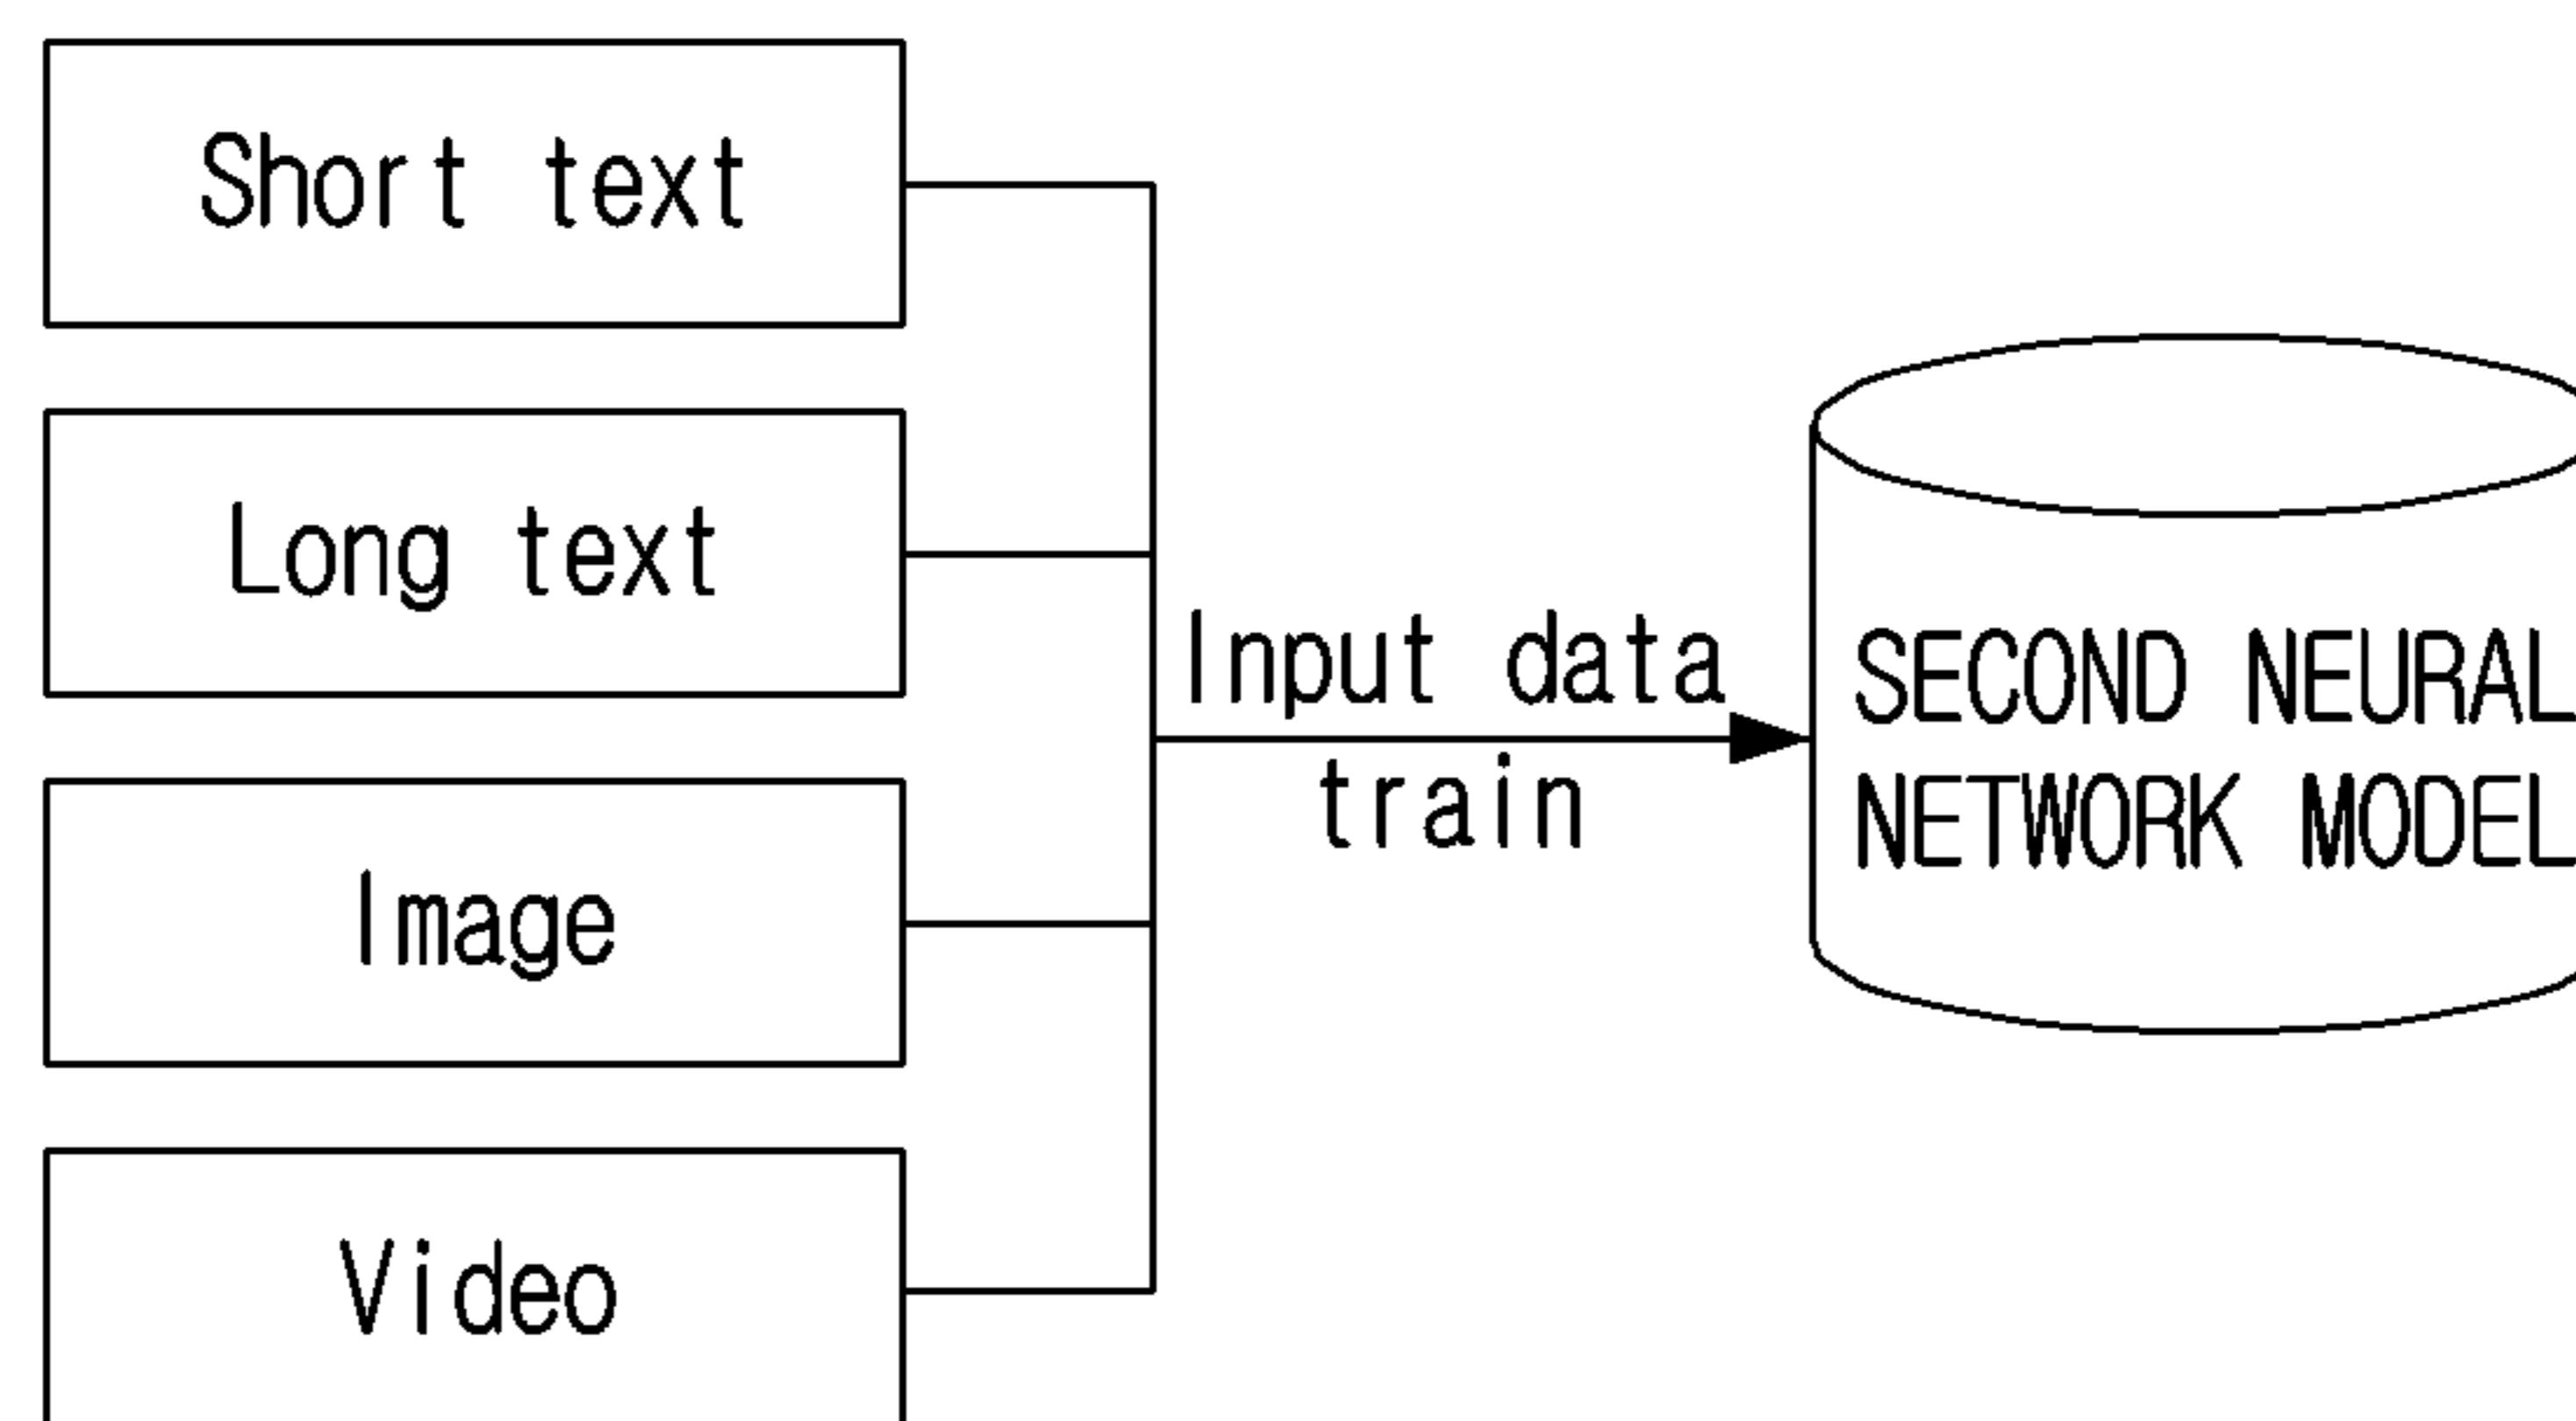 Short text
Long text
Image
Video
Input data
train
SECOND NEURAL
NETWORK MODEL